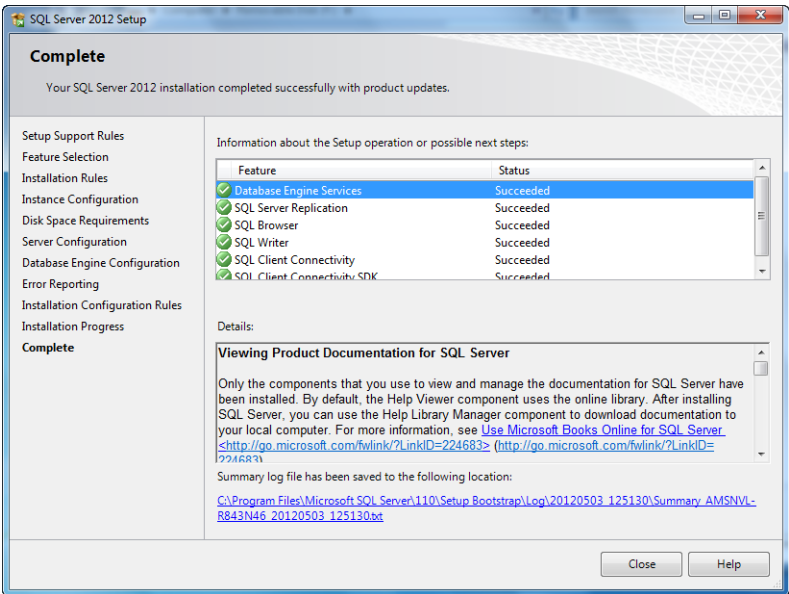 SQL Server 2012 Setup
Complete
Your SQL Server 2012 installation completed successfully with product updates.
Setup Support Rules
Feature Selection
Installation Rules
Instance Configuration
Disk Space Requirements
Server Configuration
Database Engine Configuration
Error Reporting
Installation Configuration Rules
Installation Progress
Complete
Information about the Setup operation or possible next steps:
Feature Status
Database Engine Services Succeeded
SQL Server Replication Succeeded
SQL Browser Succeeded
SQL Writer Succeeded
SQL Client Connectivity Succeeded
SQL Client Connectivity SDK Succeeded
Details:
Viewing Product Documentation for SQL Server
Only the components that you use to view and manage the documentation for SQL Server have
been installed. By default, the Help Viewer component uses the online library. After installing
SQL Server, you can use the Help Library Manager component to download documentation to
your local computer. For more information, see Use Microsoft Books Online for SQL Server
<http://go.microsoft.com/fwlink/?LinkID=224683> (http://go.microsoft.com/fwlink/?LinkID=
224683)
Summary log file has been saved to the following location:
C:\Program Files\Microsoft SQL Server\110\Setup Bootstrap\Log\20120503_125130\Summary_AMSNVL-
R843N46_20120503_125130.txt
Close Help